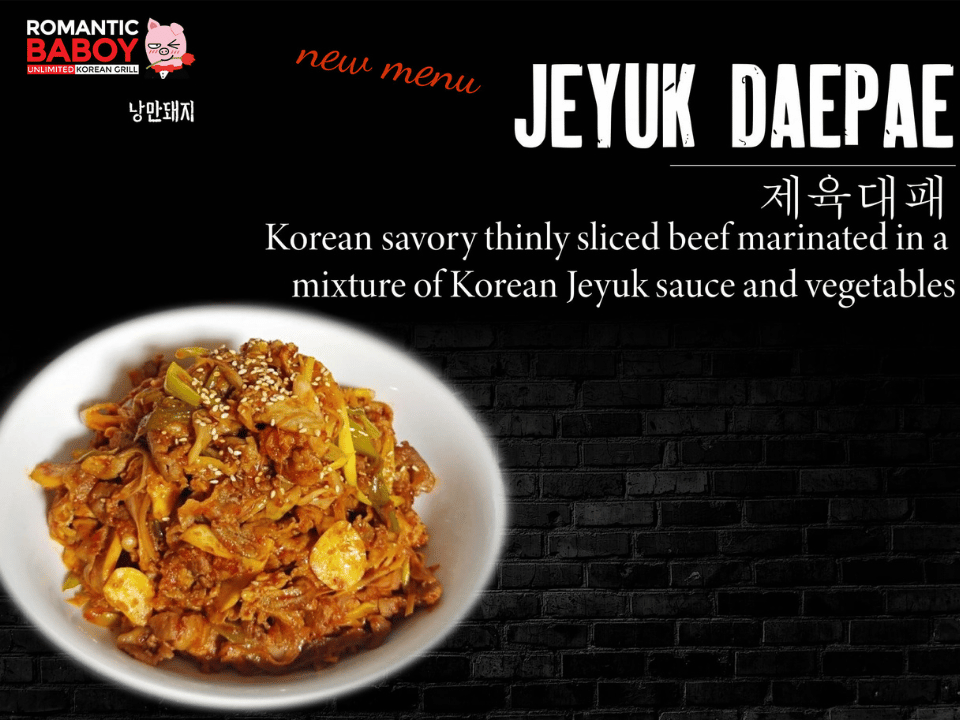 ROMANTIC
BABOY
UNLIMITED KOREAN GRILL
낭만돼지
new menu
JEYUK DAEPAE
제육대패
Korean savory thinly sliced beef marinated in a
mixture of Korean Jeyuk sauce and vegetables